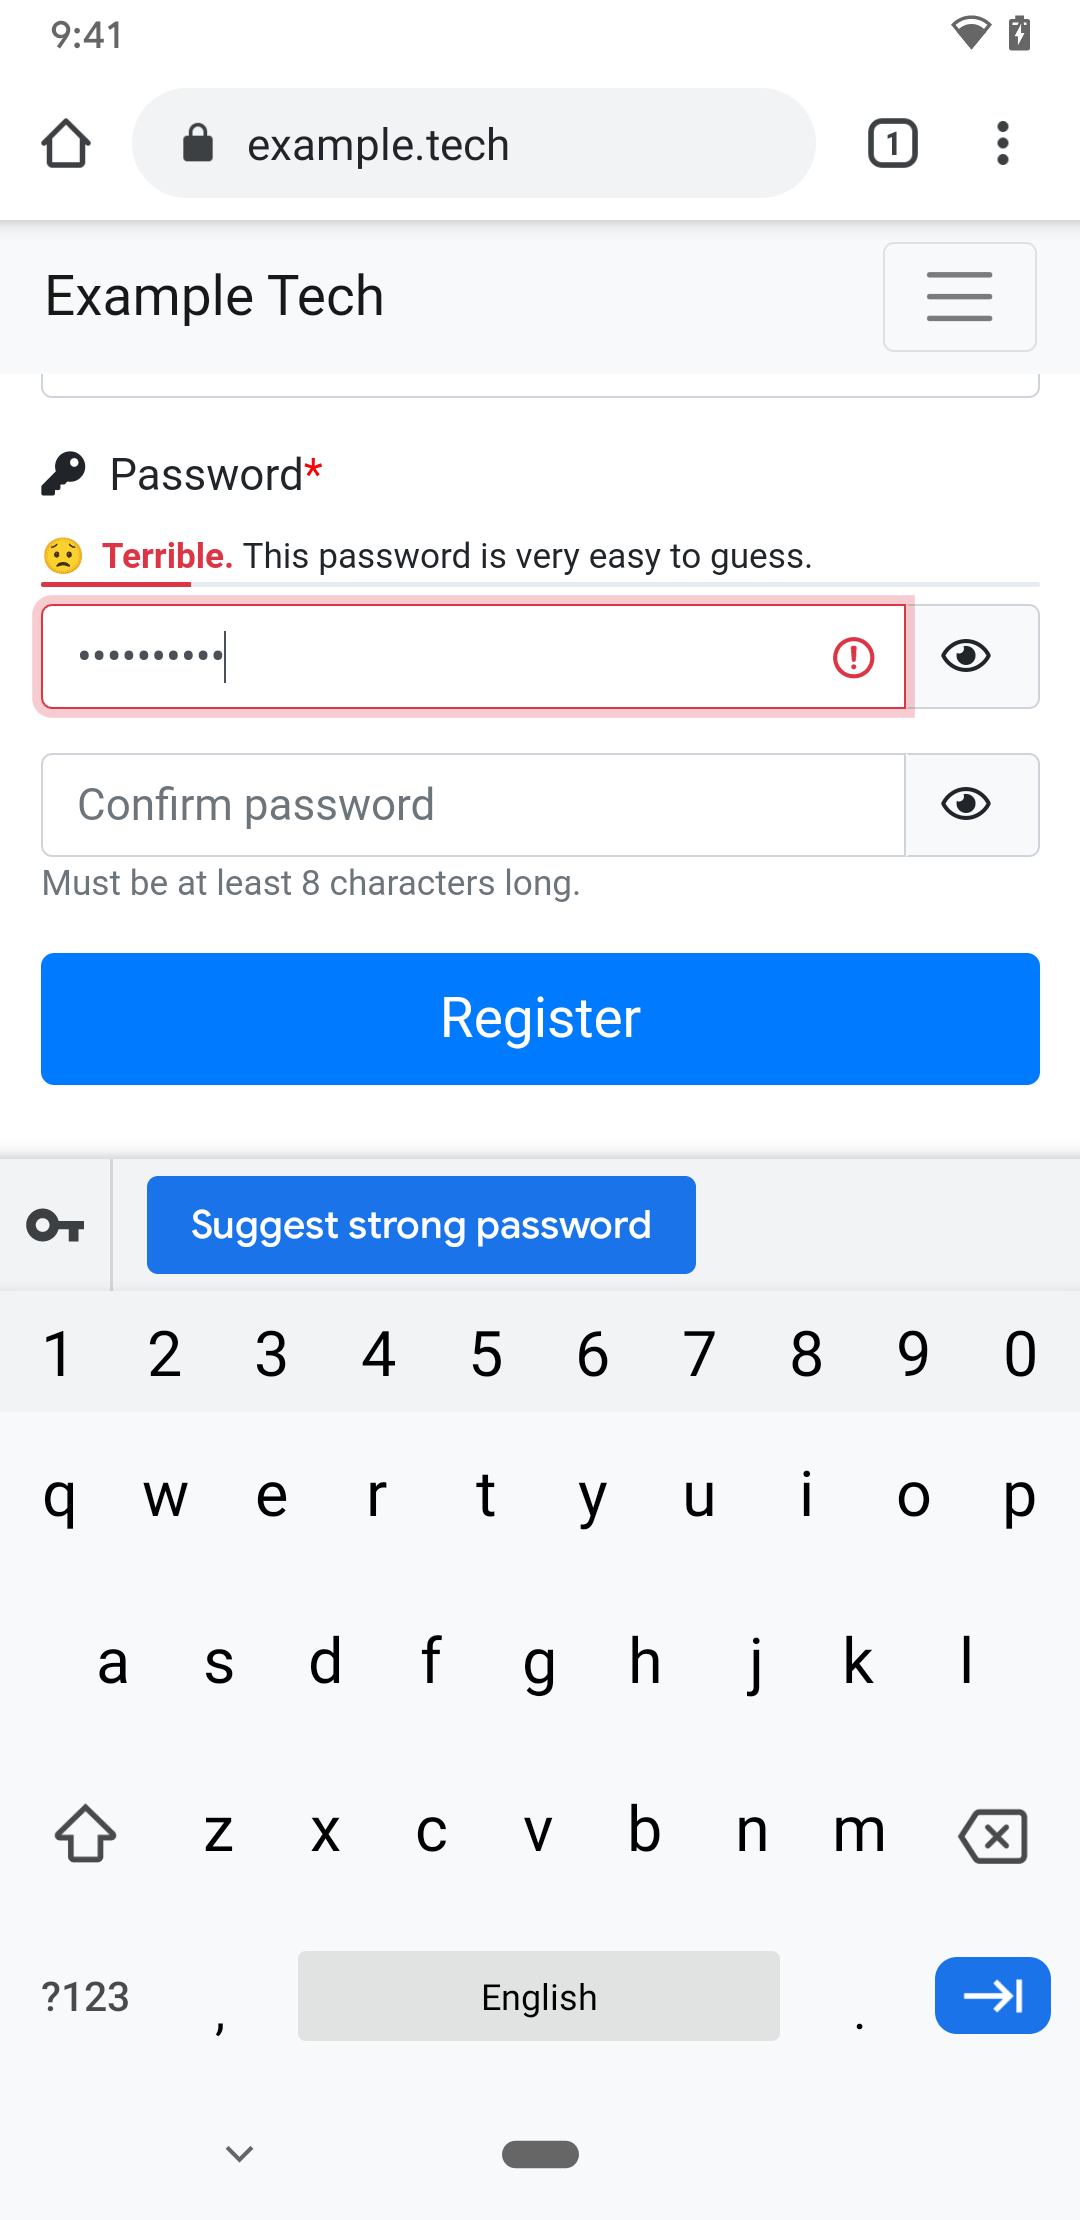 9:41
example.tech
1
Example Tech
Password*
Terrible. This password is very easy to guess.
••••••••••
Confirm password
Must be at least 8 characters long.
Register
Suggest strong password
1 2 3 4 5 6 7 8 9 0
q w e r t y u i o p
a s d f g h j k l
z x c v b n m
?123 , English .